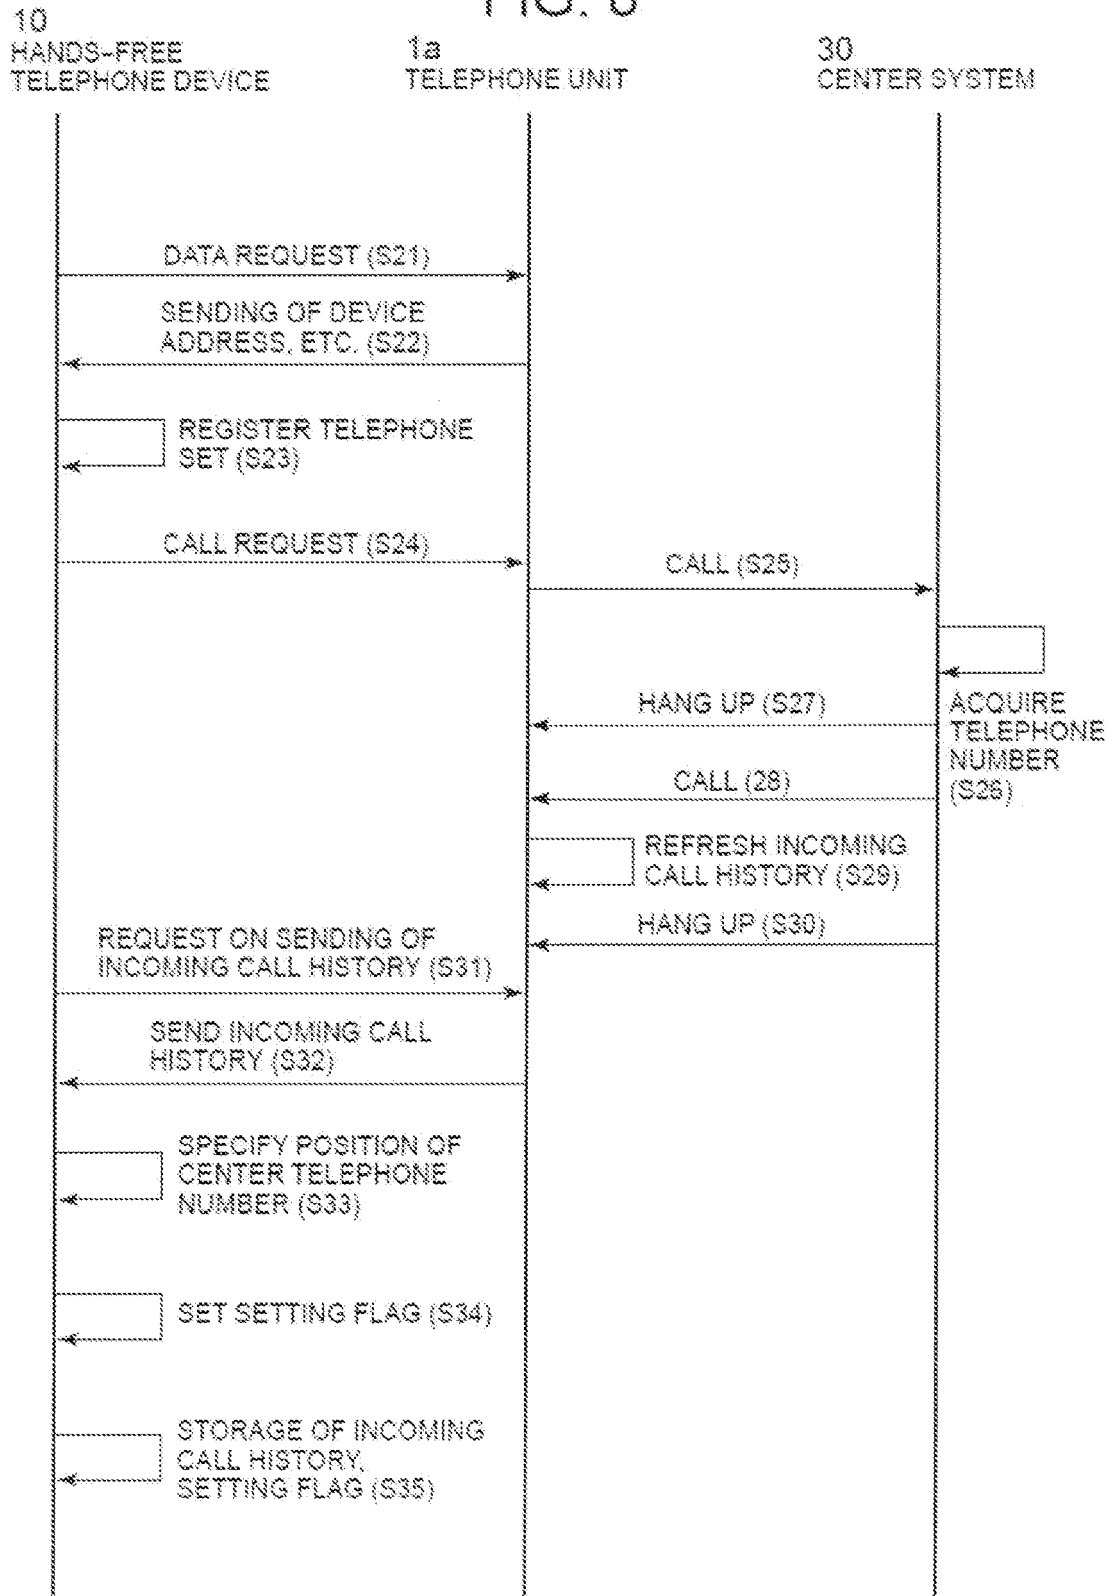 10
HANDS-FREE
TELEPHONE DEVICE
1a
TELEPHONE UNIT
30
CENTER SYSTEM
DATA REQUEST (S21)
SENDING OF DEVICE
ADDRESS, ETC. (S22)
REGISTER TELEPHONE
SET (S23)
CALL REQUEST (S24)
CALL (S25)
ACQUIRE
TELEPHONE
NUMBER
(S26)
HANG UP (S27)
CALL (28)
REFRESH INCOMING
CALL HISTORY (S29)
HANG UP (S30)
REQUEST ON SENDING OF
INCOMING CALL HISTORY (S31)
SEND INCOMING CALL
HISTORY (S32)
SPECIFY POSITION OF
CENTER TELEPHONE
NUMBER (S33)
SET SETTING FLAG (S34)
STORAGE OF INCOMING
CALL HISTORY,
SETTING FLAG (S35)